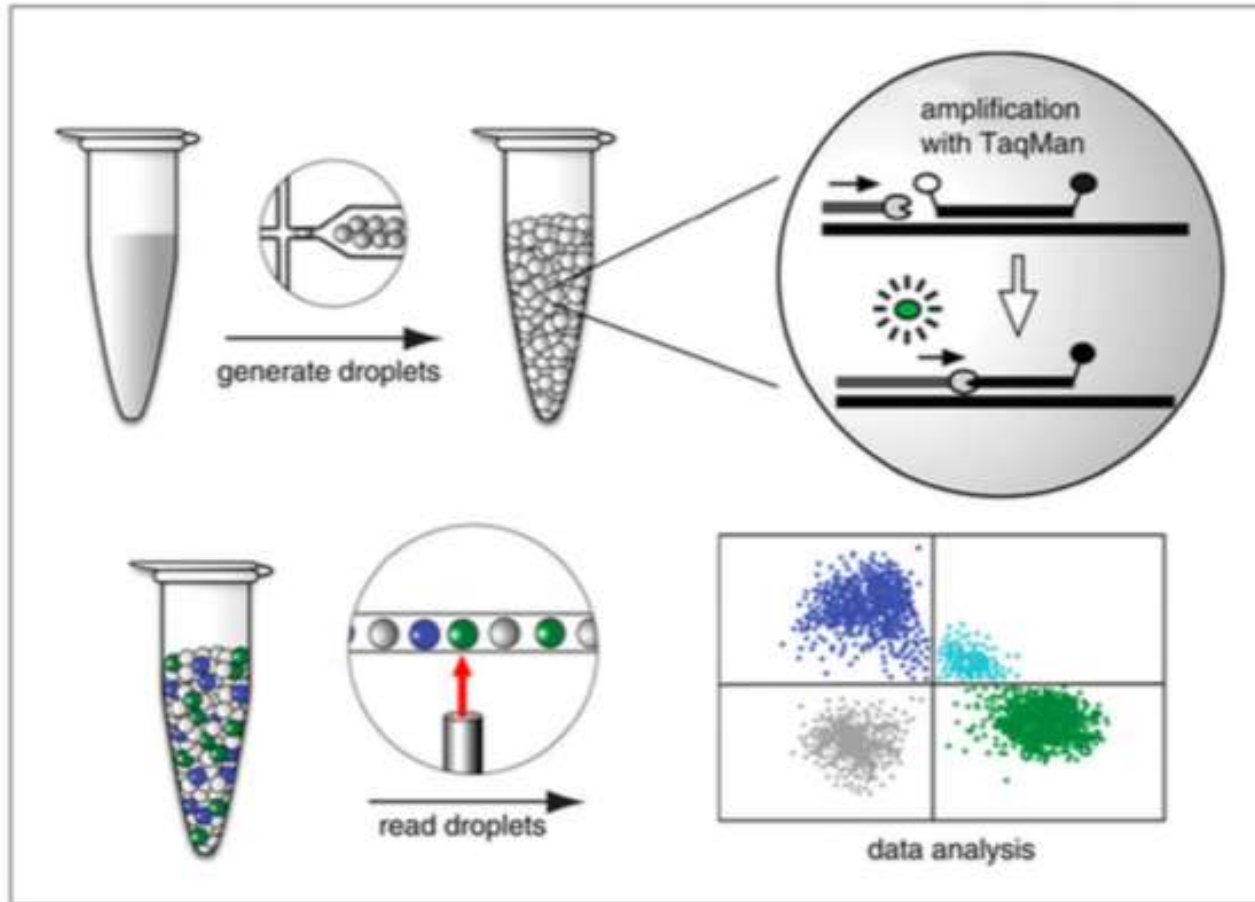 amplification
with TaqMan
generate droplets
read droplets
data analysis